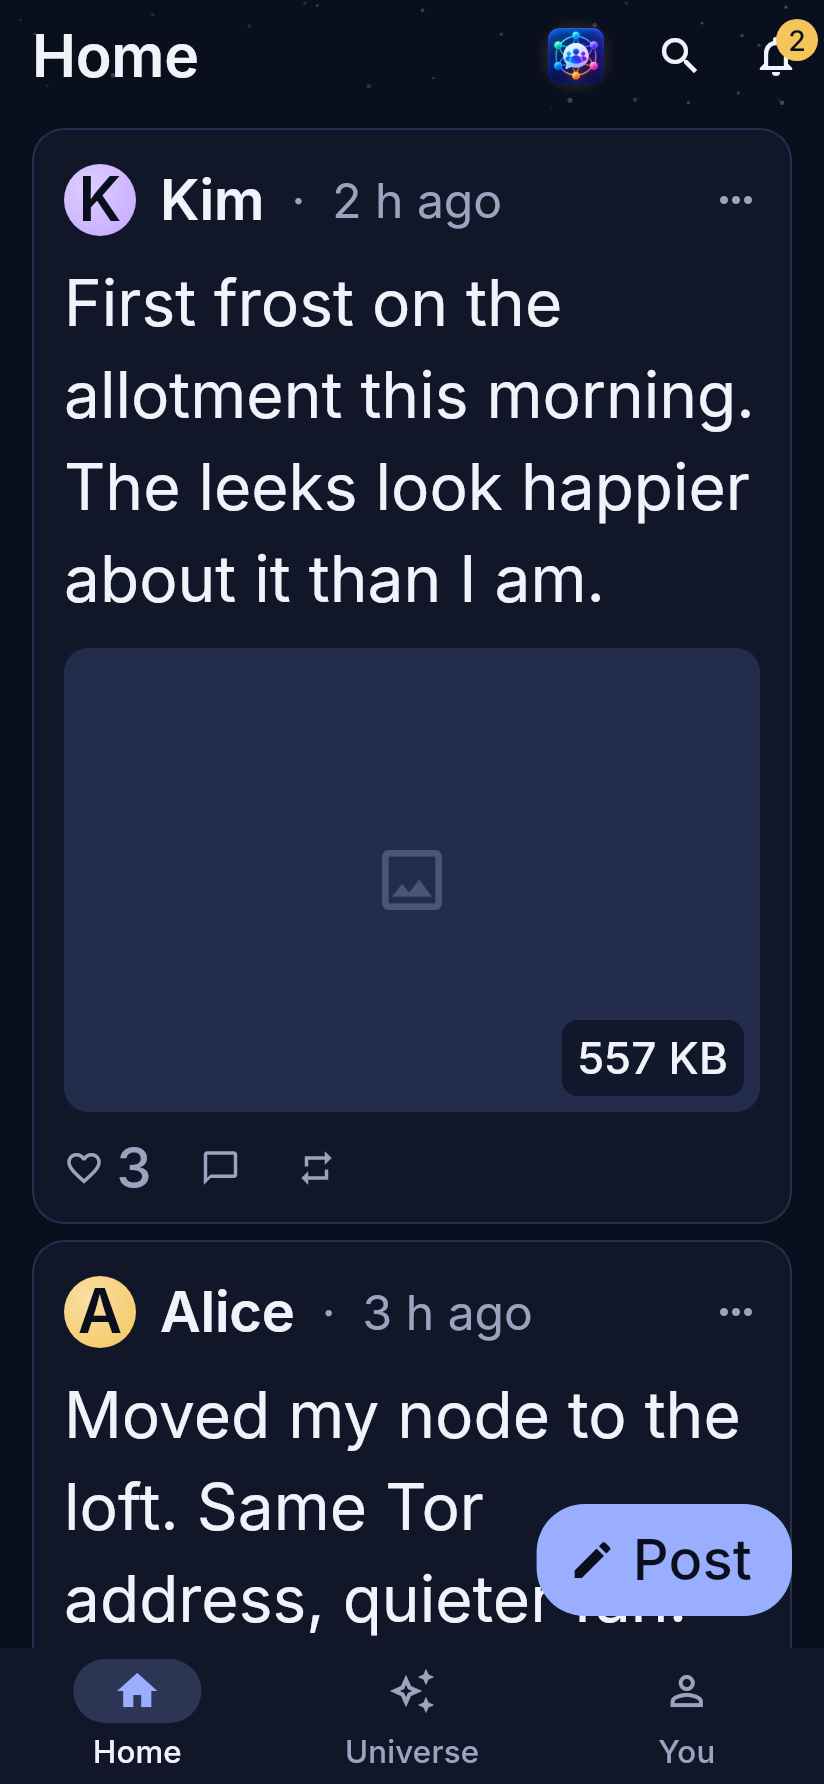 Home
2
K Kim · 2 h ago
First frost on the
allotment this morning.
The leeks look happier
about it than I am.
557 KB
3
A Alice · 3 h ago
Moved my node to the
loft. Same Tor
address, quieter
Post
Home
Universe
You